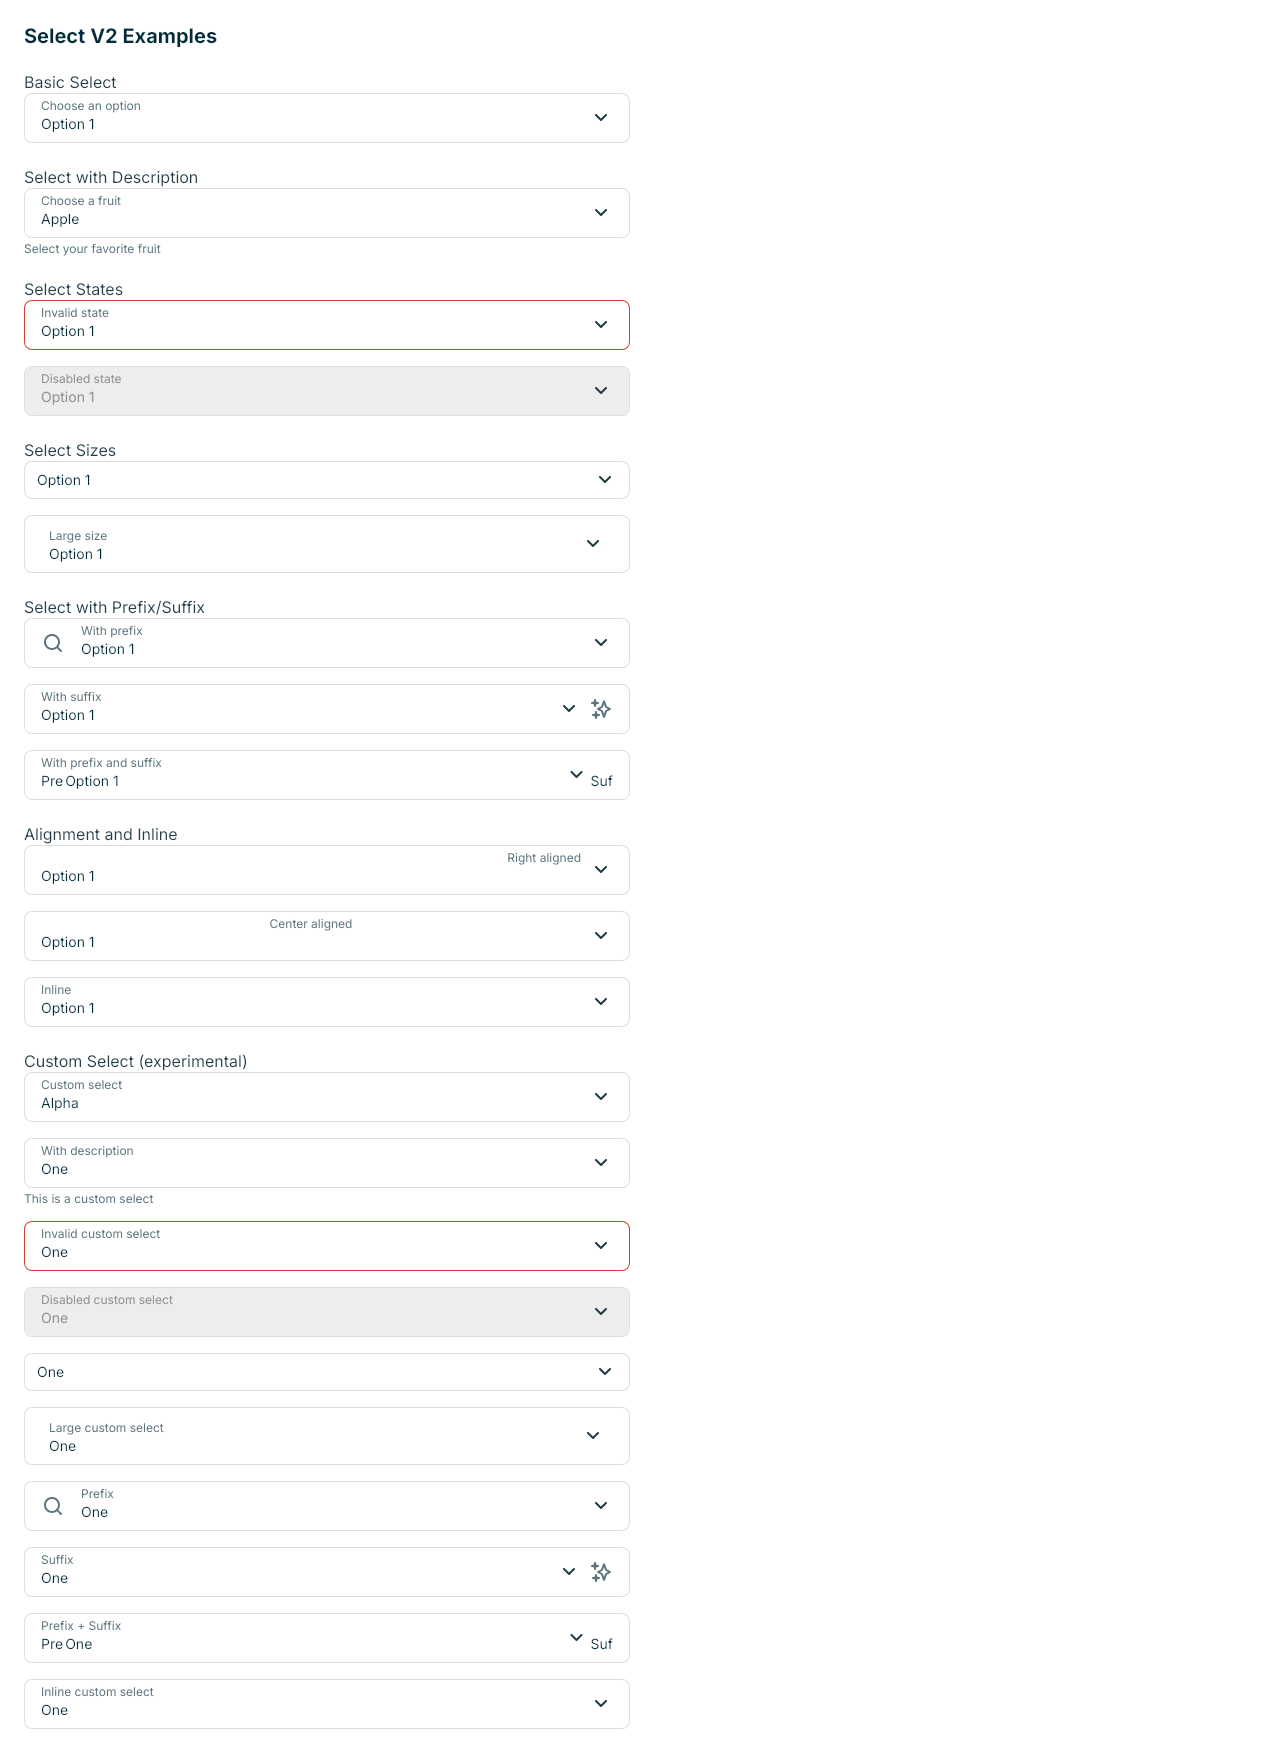 Select V2 Examples
Basic Select
Choose an option
Option 1
Select with Description
Choose a fruit
Apple
Select your favorite fruit
Select States
Invalid state
Option 1
Disabled state
Option 1
Select Sizes
Option 1
Large size
Option 1
Select with Prefix/Suffix
With prefix
Option 1
With suffix
Option 1
With prefix and suffix
Pre Option 1 Suf
Alignment and Inline
Right aligned
Option 1
Center aligned
Option 1
Inline
Option 1
Custom Select (experimental)
Custom select
Alpha
With description
One
This is a custom select
Invalid custom select
One
Disabled custom select
One
One
Large custom select
One
Prefix
One
Suffix
One
Prefix + Suffix
Pre One Suf
Inline custom select
One